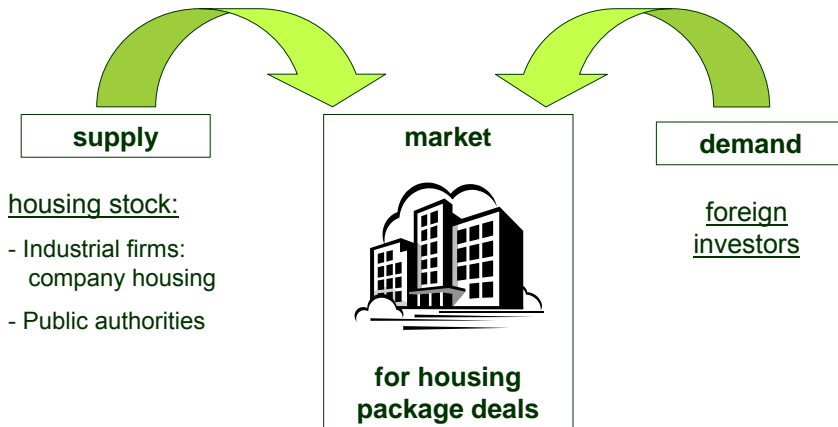 supply
housing stock:
- Industrial firms:
company housing
- Public authorities
market
for housing
package deals
demand
foreign
investors